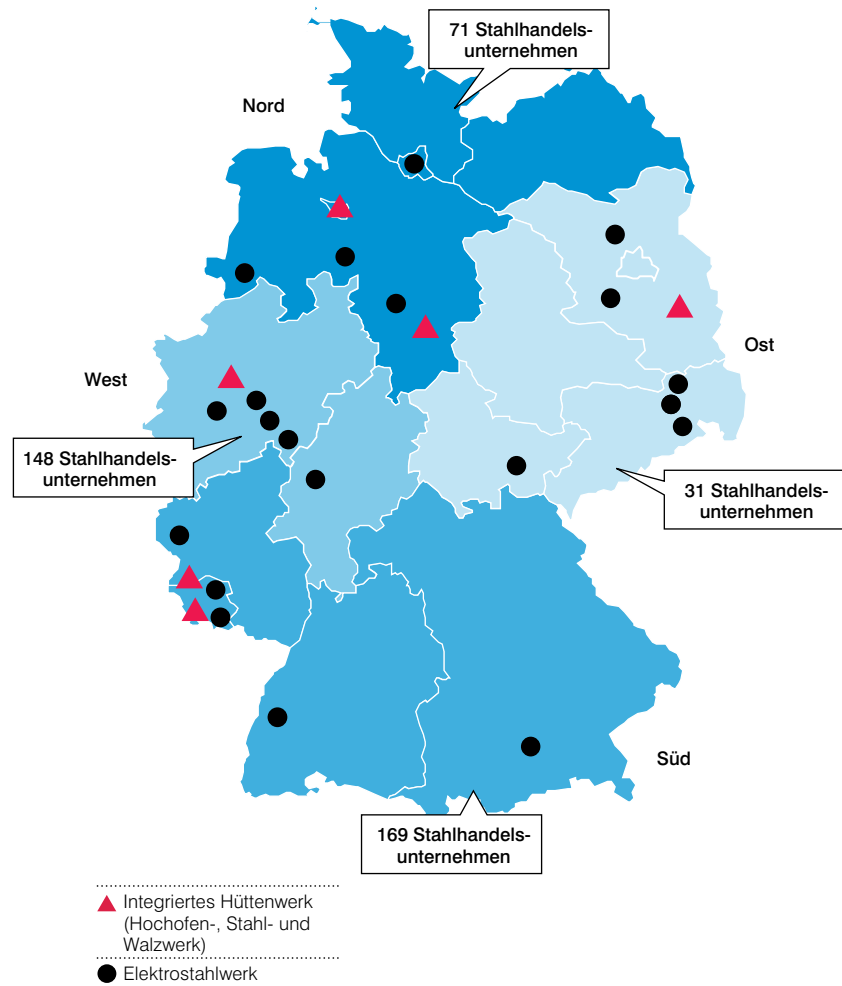 71 Stahlhandels-
unternehmen
Nord
Ost
West
148 Stahlhandels-
unternehmen
31 Stahlhandels-
unternehmen
Süd
169 Stahlhandels-
unternehmen
Integriertes Hüttenwerk
(Hochofen-, Stahl- und
Walzwerk)
Elektrostahlwerk